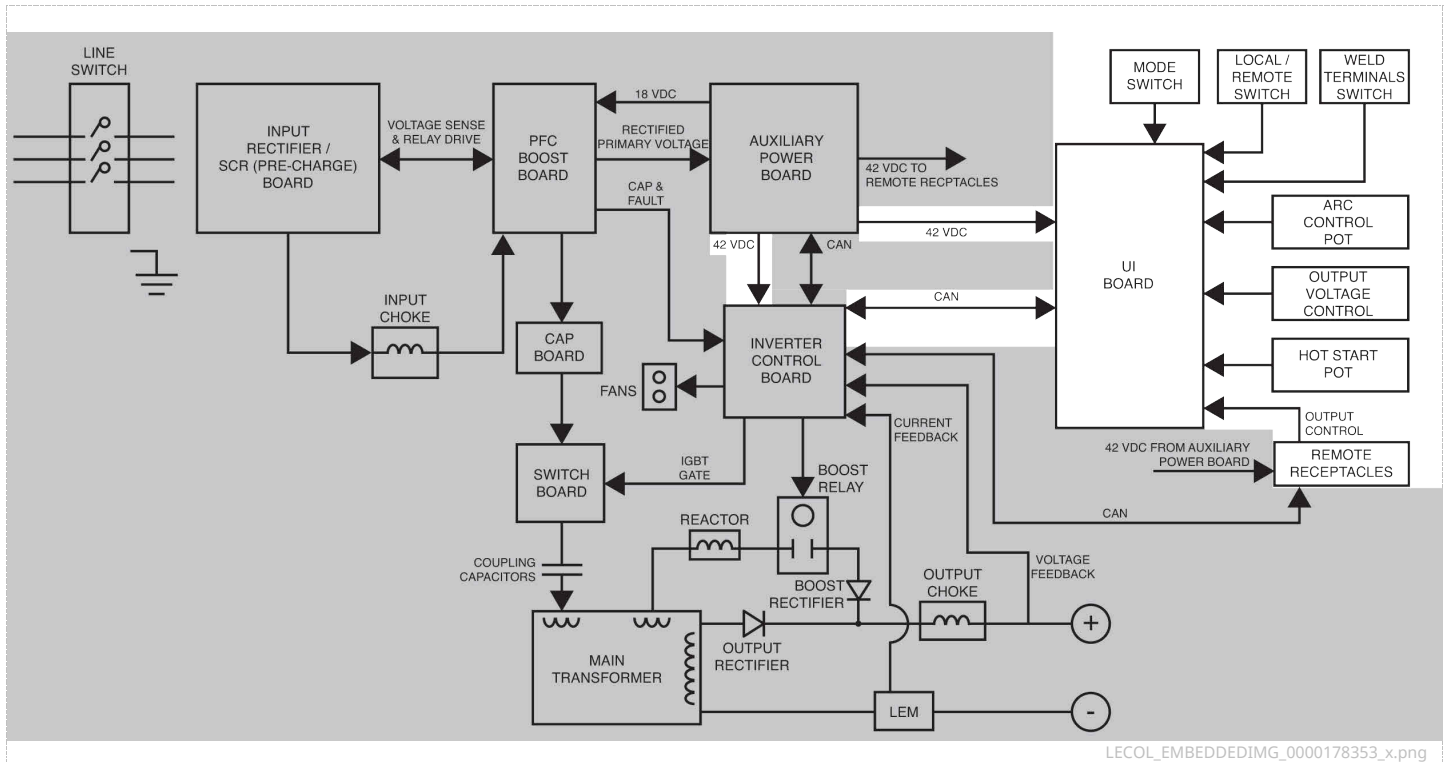 LINE
SWITCH
INPUT
RECTIFIER /
SCR (PRE-CHARGE)
BOARD
VOLTAGE SENSE
& RELAY DRIVE
PFC
BOOST
BOARD
18 VDC
RECTIFIED
PRIMARY VOLTAGE
CAP &
FAULT
AUXILIARY
POWER
BOARD
42 VDC TO
REMOTE RECPTACLES
42 VDC
42 VDC
CAN
CAN
MODE
SWITCH
LOCAL /
REMOTE
SWITCH
WELD
TERMINALS
SWITCH
UI
BOARD
ARC
CONTROL
POT
OUTPUT
VOLTAGE
CONTROL
HOT START
POT
OUTPUT
CONTROL
REMOTE
RECEPTACLES
42 VDC FROM AUXILIARY
POWER BOARD
CAN
INPUT
CHOKE
CAP
BOARD
INVERTER
CONTROL
BOARD
FANS
CURRENT
FEEDBACK
SWITCH
BOARD
IGBT
GATE
BOOST
RELAY
REACTOR
COUPLING
CAPACITORS
BOOST
RECTIFIER
OUTPUT
CHOKE
VOLTAGE
FEEDBACK
+
MAIN
TRANSFORMER
OUTPUT
RECTIFIER
LEM
-
LECOL_EMBEDDEDIMG_0000178353_x.png